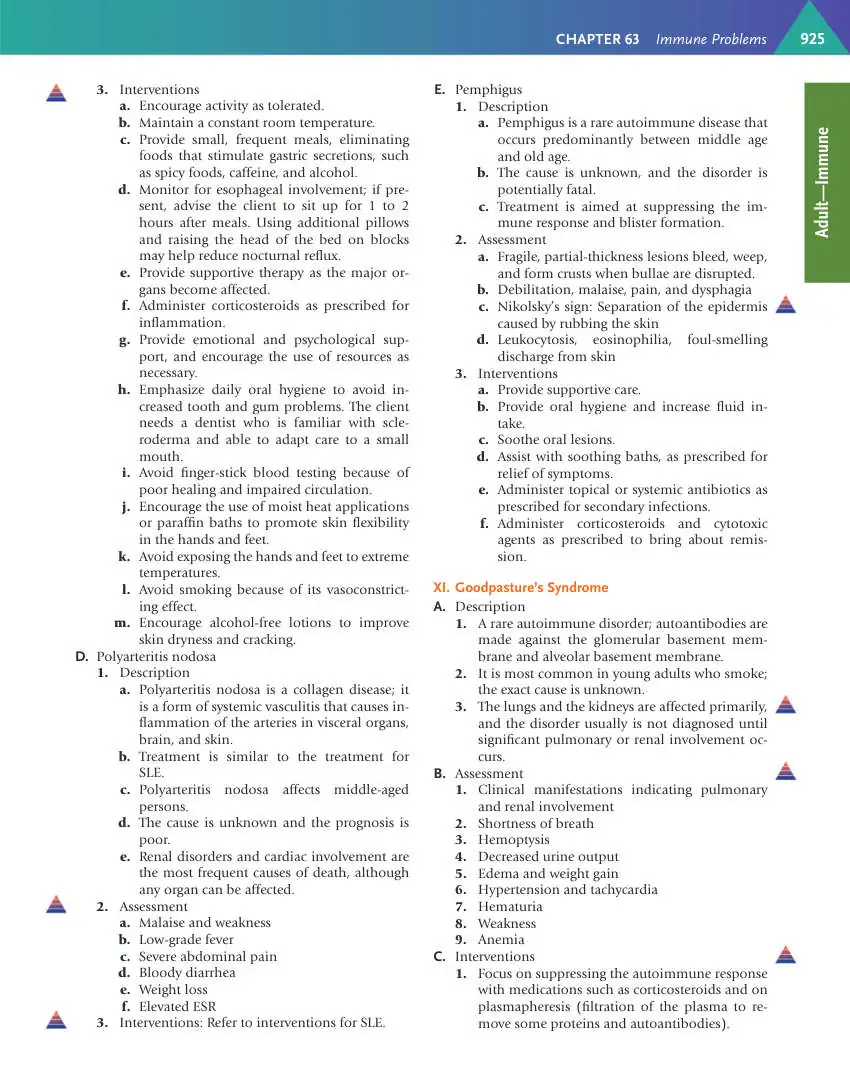 CHAPTER 63 Immune Problems 925
3. Interventions
a. Encourage activity as tolerated.
b. Maintain a constant room temperature.
c. Provide small, frequent meals, eliminating
foods that stimulate gastric secretions, such
as spicy foods, caffeine, and alcohol.
d. Monitor for esophageal involvement; if pre-
sent, advise the client to sit up for 1 to 2
hours after meals. Using additional pillows
and raising the head of the bed on blocks
may help reduce nocturnal reflux.
e. Provide supportive therapy as the major or-
gans become affected.
f. Administer corticosteroids as prescribed for
inflammation.
g. Provide emotional and psychological sup-
port, and encourage the use of resources as
necessary.
h. Emphasize daily oral hygiene to avoid in-
creased tooth and gum problems. The client
needs a dentist who is familiar with scle-
roderma and able to adapt care to a small
mouth.
i. Avoid finger-stick blood testing because of
poor healing and impaired circulation.
j. Encourage the use of moist heat applications
or paraffin baths to promote skin flexibility
in the hands and feet.
k. Avoid exposing the hands and feet to extreme
temperatures.
l. Avoid smoking because of its vasoconstrict-
ing effect.
m. Encourage alcohol-free lotions to improve
skin dryness and cracking.
D. Polyarteritis nodosa
1. Description
a. Polyarteritis nodosa is a collagen disease; it
is a form of systemic vasculitis that causes in-
flammation of the arteries in visceral organs,
brain, and skin.
b. Treatment is similar to the treatment for
SLE.
c. Polyarteritis nodosa affects middle-aged
persons.
d. The cause is unknown and the prognosis is
poor.
e. Renal disorders and cardiac involvement are
the most frequent causes of death, although
any organ can be affected.
2. Assessment
a. Malaise and weakness
b. Low-grade fever
c. Severe abdominal pain
d. Bloody diarrhea
e. Weight loss
f. Elevated ESR
3. Interventions: Refer to interventions for SLE.
E. Pemphigus
1. Description
a. Pemphigus is a rare autoimmune disease that
occurs predominantly between middle age
and old age.
b. The cause is unknown, and the disorder is
potentially fatal.
c. Treatment is aimed at suppressing the im-
mune response and blister formation.
2. Assessment
a. Fragile, partial-thickness lesions bleed, weep,
and form crusts when bullae are disrupted.
b. Debilitation, malaise, pain, and dysphagia
c. Nikolsky's sign: Separation of the epidermis
caused by rubbing the skin
d. Leukocytosis, eosinophilia, foul-smelling
discharge from skin
3. Interventions
a. Provide supportive care.
b. Provide oral hygiene and increase fluid in-
take.
c. Soothe oral lesions.
d. Assist with soothing baths, as prescribed for
relief of symptoms.
e. Administer topical or systemic antibiotics as
prescribed for secondary infections.
f. Administer corticosteroids and cytotoxic
agents as prescribed to bring about remis-
sion.
XI. Goodpasture's Syndrome
A. Description
1. A rare autoimmune disorder; autoantibodies are
made against the glomerular basement mem-
brane and alveolar basement membrane.
2. It is most common in young adults who smoke;
the exact cause is unknown.
3. The lungs and the kidneys are affected primarily,
and the disorder usually is not diagnosed until
significant pulmonary or renal involvement oc-
curs.
B. Assessment
1. Clinical manifestations indicating pulmonary
and renal involvement
2. Shortness of breath
3. Hemoptysis
4. Decreased urine output
5. Edema and weight gain
6. Hypertension and tachycardia
7. Hematuria
8. Weakness
9. Anemia
C. Interventions
1. Focus on suppressing the autoimmune response
with medications such as corticosteroids and on
plasmapheresis (filtration of the plasma to re-
move some proteins and autoantibodies).
Adult—Immune